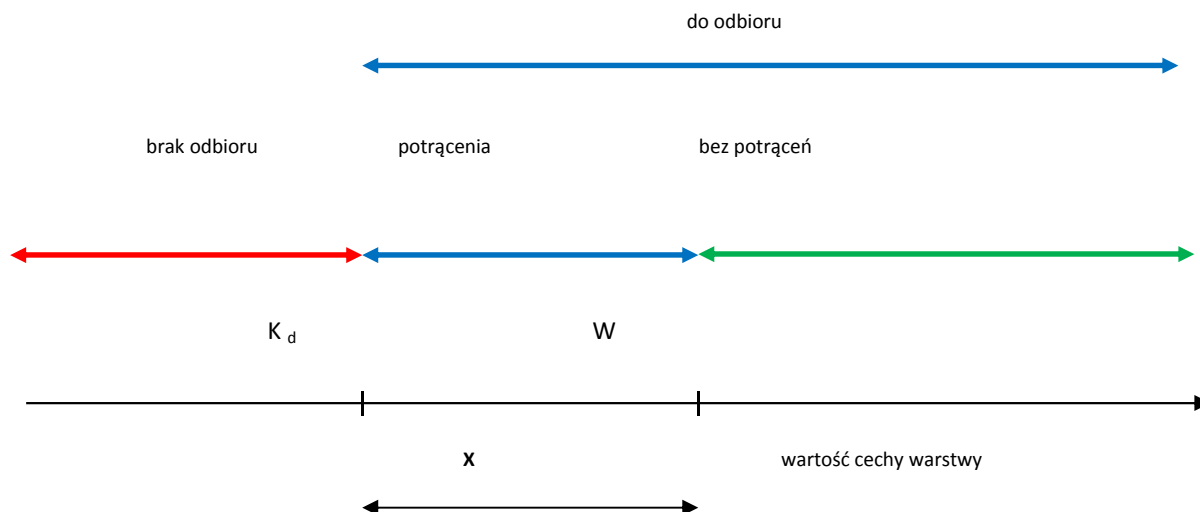 do odbioru
brak odbioru potrącenia bez potrąceń
K d W
X wartość cechy warstwy